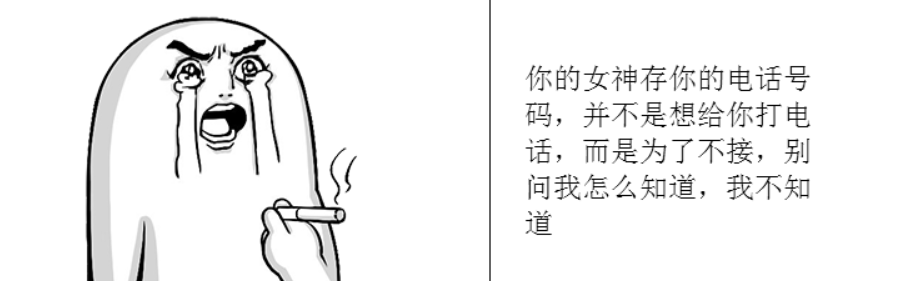 你的女神存你的电话号
码，并不是想给你打电
话，而是为了不接，别
问我怎么知道，我不知
道